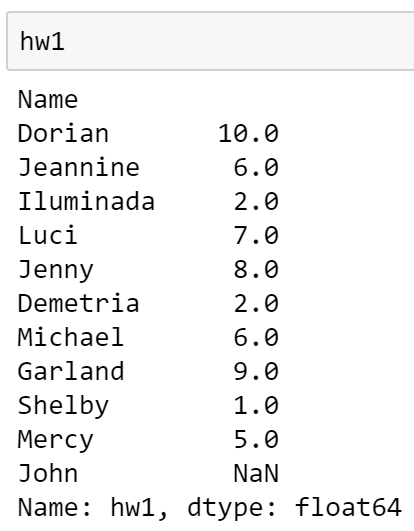 hw1
Name
Dorian 10.0
Jeannine 6.0
Iluminada 2.0
Luci 7.0
Jenny 8.0
Demetria 2.0
Michael 6.0
Garland 9.0
Shelby 1.0
Mercy 5.0
John NaN
Name: hw1, dtype: float64